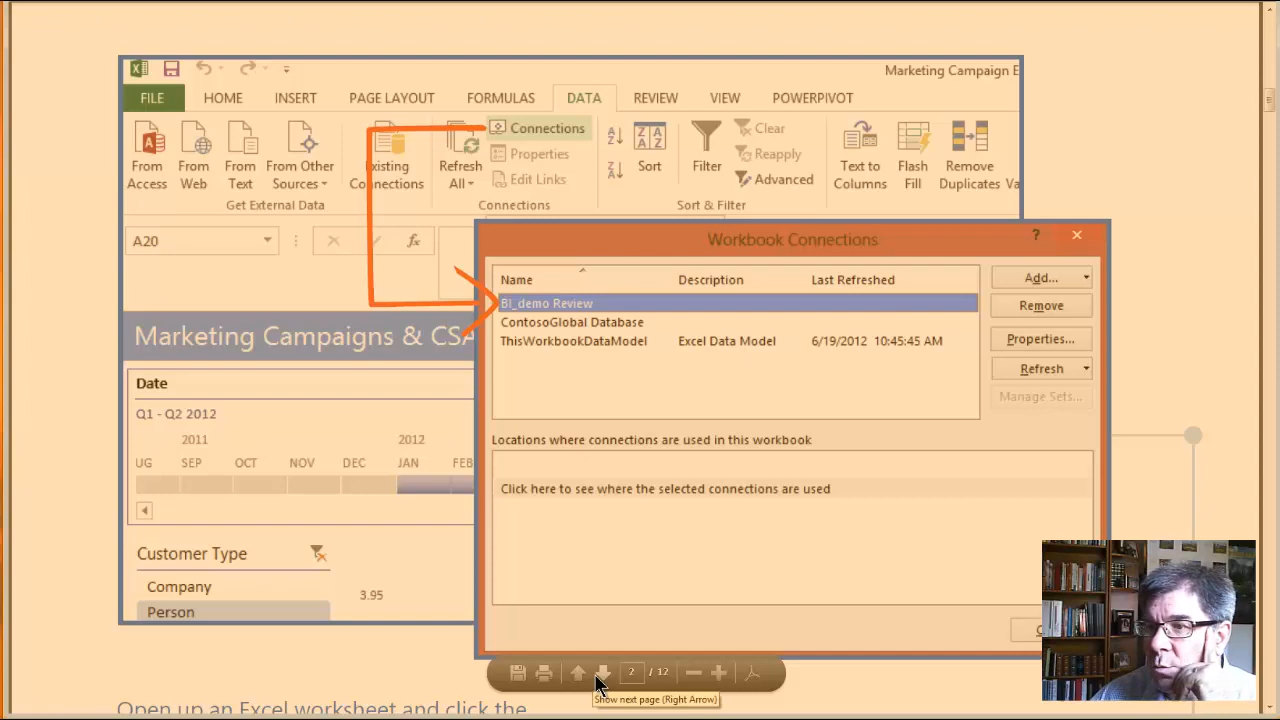 Marketing Campaign E
FILE HOME INSERT PAGE LAYOUT FORMULAS DATA REVIEW VIEW POWERPIVOT
From Access
From Web
From Text
From Other Sources
Get External Data
Existing Connections
Refresh All
Connections
Properties
Edit Links
Connections
A Z
Z A
Sort
Filter
Clear
Reapply
Advanced
Sort & Filter
Text to Columns
Flash Fill
Remove Duplicates
Va
A20
fx
Marketing Campaigns & CSA
Date
Q1 - Q2 2012
2011 2012
UG SEP OCT NOV DEC JAN FEB
Customer Type
Company
Person
3.95
Workbook Connections
?
Name Description Last Refreshed
BI_demo Review
ContosoGlobal Database
ThisWorkbookDataModel Excel Data Model 6/19/2012 10:45:45 AM
Add...
Remove
Properties...
Refresh
Manage Sets...
Locations where connections are used in this workbook
Click here to see where the selected connections are used
2 / 12
Show next page (Right Arrow)
Open up an Excel worksheet and click the